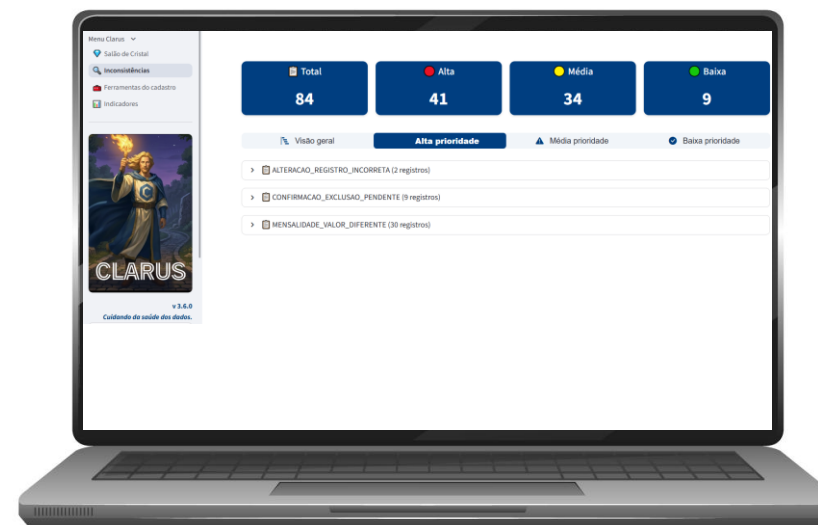 Menu Clarus
Salão de Cristal
Inconsistências
Ferramentas do cadastro
Indicadores
C
CLARUS
v 3.6.0
Cuidando da saúde dos dados.
Total
84
Alta
41
Média
34
Baixa
9
Visão geral
Alta prioridade
Média prioridade
Baixa prioridade
ALTERACAO_REGISTRO_INCORRETA (2 registros)
CONFIRMACAO_EXCLUSAO_PENDENTE (9 registros)
MENSALIDADE_VALOR_DIFERENTE (30 registros)